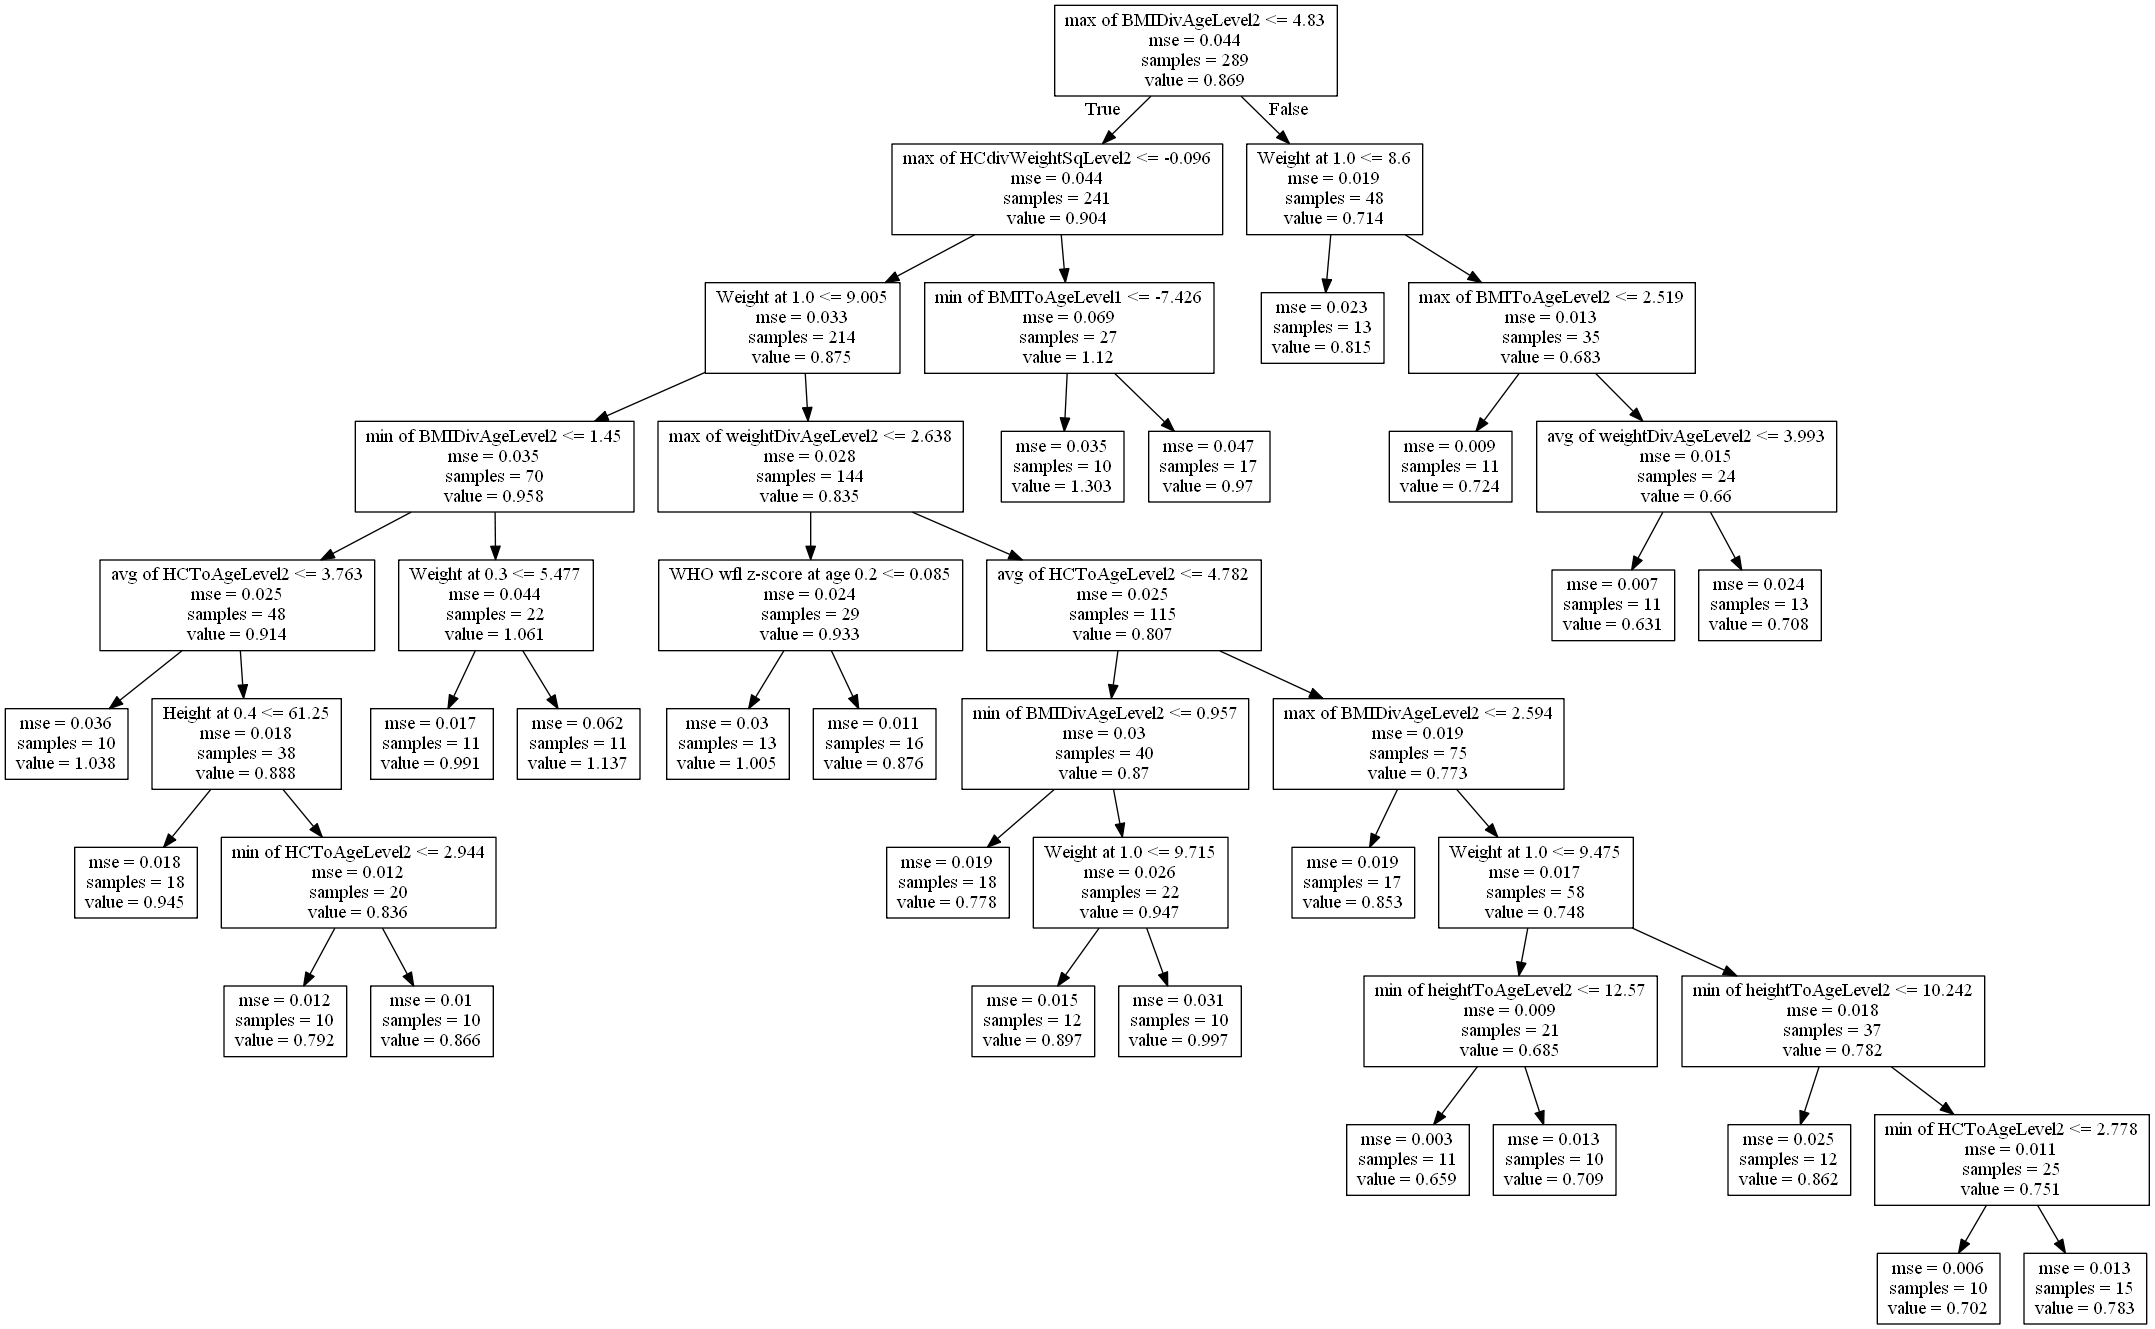 max of BMIDivAgeLevel2 <= 4.83
mse = 0.044
samples = 289
value = 0.869
True
False
max of HCdivWeightSqLevel2 <= -0.096
mse = 0.044
samples = 241
value = 0.904
Weight at 1.0 <= 8.6
mse = 0.019
samples = 48
value = 0.714
Weight at 1.0 <= 9.005
mse = 0.033
samples = 214
value = 0.875
min of BMIToAgeLevel1 <= -7.426
mse = 0.069
samples = 27
value = 1.12
mse = 0.023
samples = 13
value = 0.815
max of BMIToAgeLevel2 <= 2.519
mse = 0.013
samples = 35
value = 0.683
min of BMIDivAgeLevel2 <= 1.45
mse = 0.035
samples = 70
value = 0.958
max of weightDivAgeLevel2 <= 2.638
mse = 0.028
samples = 144
value = 0.835
mse = 0.035
samples = 10
value = 1.303
mse = 0.047
samples = 17
value = 0.97
mse = 0.009
samples = 11
value = 0.724
avg of weightDivAgeLevel2 <= 3.993
mse = 0.015
samples = 24
value = 0.66
avg of HCToAgeLevel2 <= 3.763
mse = 0.025
samples = 48
value = 0.914
Weight at 0.3 <= 5.477
mse = 0.044
samples = 22
value = 1.061
WHO wfl z-score at age 0.2 <= 0.085
mse = 0.024
samples = 29
value = 0.933
avg of HCToAgeLevel2 <= 4.782
mse = 0.025
samples = 115
value = 0.807
mse = 0.007
samples = 11
value = 0.631
mse = 0.024
samples = 13
value = 0.708
mse = 0.036
samples = 10
value = 1.038
Height at 0.4 <= 61.25
mse = 0.018
samples = 38
value = 0.888
mse = 0.017
samples = 11
value = 0.991
mse = 0.062
samples = 11
value = 1.137
mse = 0.03
samples = 13
value = 1.005
mse = 0.011
samples = 16
value = 0.876
min of BMIDivAgeLevel2 <= 0.957
mse = 0.03
samples = 40
value = 0.87
max of BMIDivAgeLevel2 <= 2.594
mse = 0.019
samples = 75
value = 0.773
mse = 0.018
samples = 18
value = 0.945
min of HCToAgeLevel2 <= 2.944
mse = 0.012
samples = 20
value = 0.836
mse = 0.019
samples = 18
value = 0.778
Weight at 1.0 <= 9.715
mse = 0.026
samples = 22
value = 0.947
mse = 0.019
samples = 17
value = 0.853
Weight at 1.0 <= 9.475
mse = 0.017
samples = 58
value = 0.748
mse = 0.012
samples = 10
value = 0.792
mse = 0.01
samples = 10
value = 0.866
mse = 0.015
samples = 12
value = 0.897
mse = 0.031
samples = 10
value = 0.997
min of heightToAgeLevel2 <= 12.57
mse = 0.009
samples = 21
value = 0.685
min of heightToAgeLevel2 <= 10.242
mse = 0.018
samples = 37
value = 0.782
mse = 0.003
samples = 11
value = 0.659
mse = 0.013
samples = 10
value = 0.709
mse = 0.025
samples = 12
value = 0.862
min of HCToAgeLevel2 <= 2.778
mse = 0.011
samples = 25
value = 0.751
mse = 0.006
samples = 10
value = 0.702
mse = 0.013
samples = 15
value = 0.783